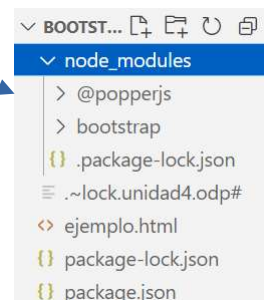 BOOTST...
node_modules
@popperjs
bootstrap
{} .package-lock.json
.~lock.unidad4.odp#
<> ejemplo.html
{} package-lock.json
{} package.json